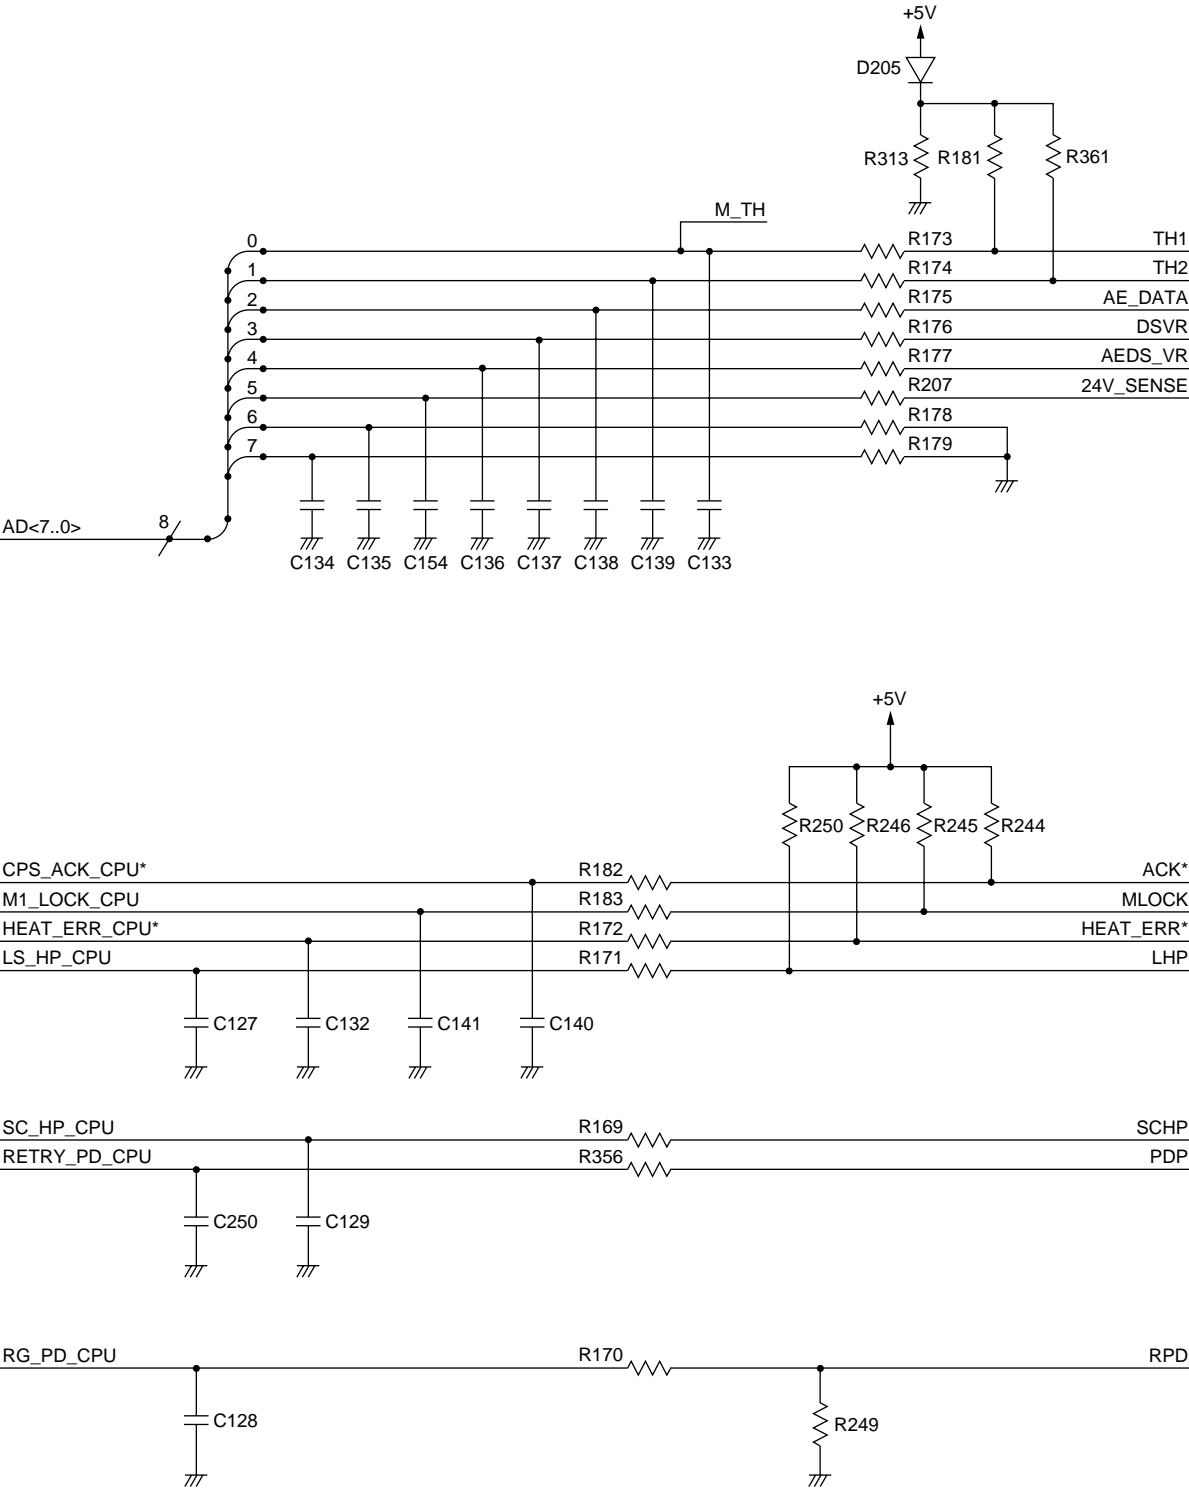 +5V
D205
R313 R181 R361
M_TH
0 R173 TH1
1 R174 TH2
2 R175 AE_DATA
3 R176 DSVR
4 R177 AEDS_VR
5 R207 24V_SENSE
6 R178
7 R179
AD<7..0> 8
C134 C135 C154 C136 C137 C138 C139 C133
+5V
R250 R246 R245 R244
CPS_ACK_CPU* R182 ACK*
M1_LOCK_CPU R183 MLOCK
HEAT_ERR_CPU* R172 HEAT_ERR*
LS_HP_CPU R171 LHP
C127 C132 C141 C140
SC_HP_CPU R169 SCHP
RETRY_PD_CPU R356 PDP
C250 C129
RG_PD_CPU R170 RPD
C128 R249